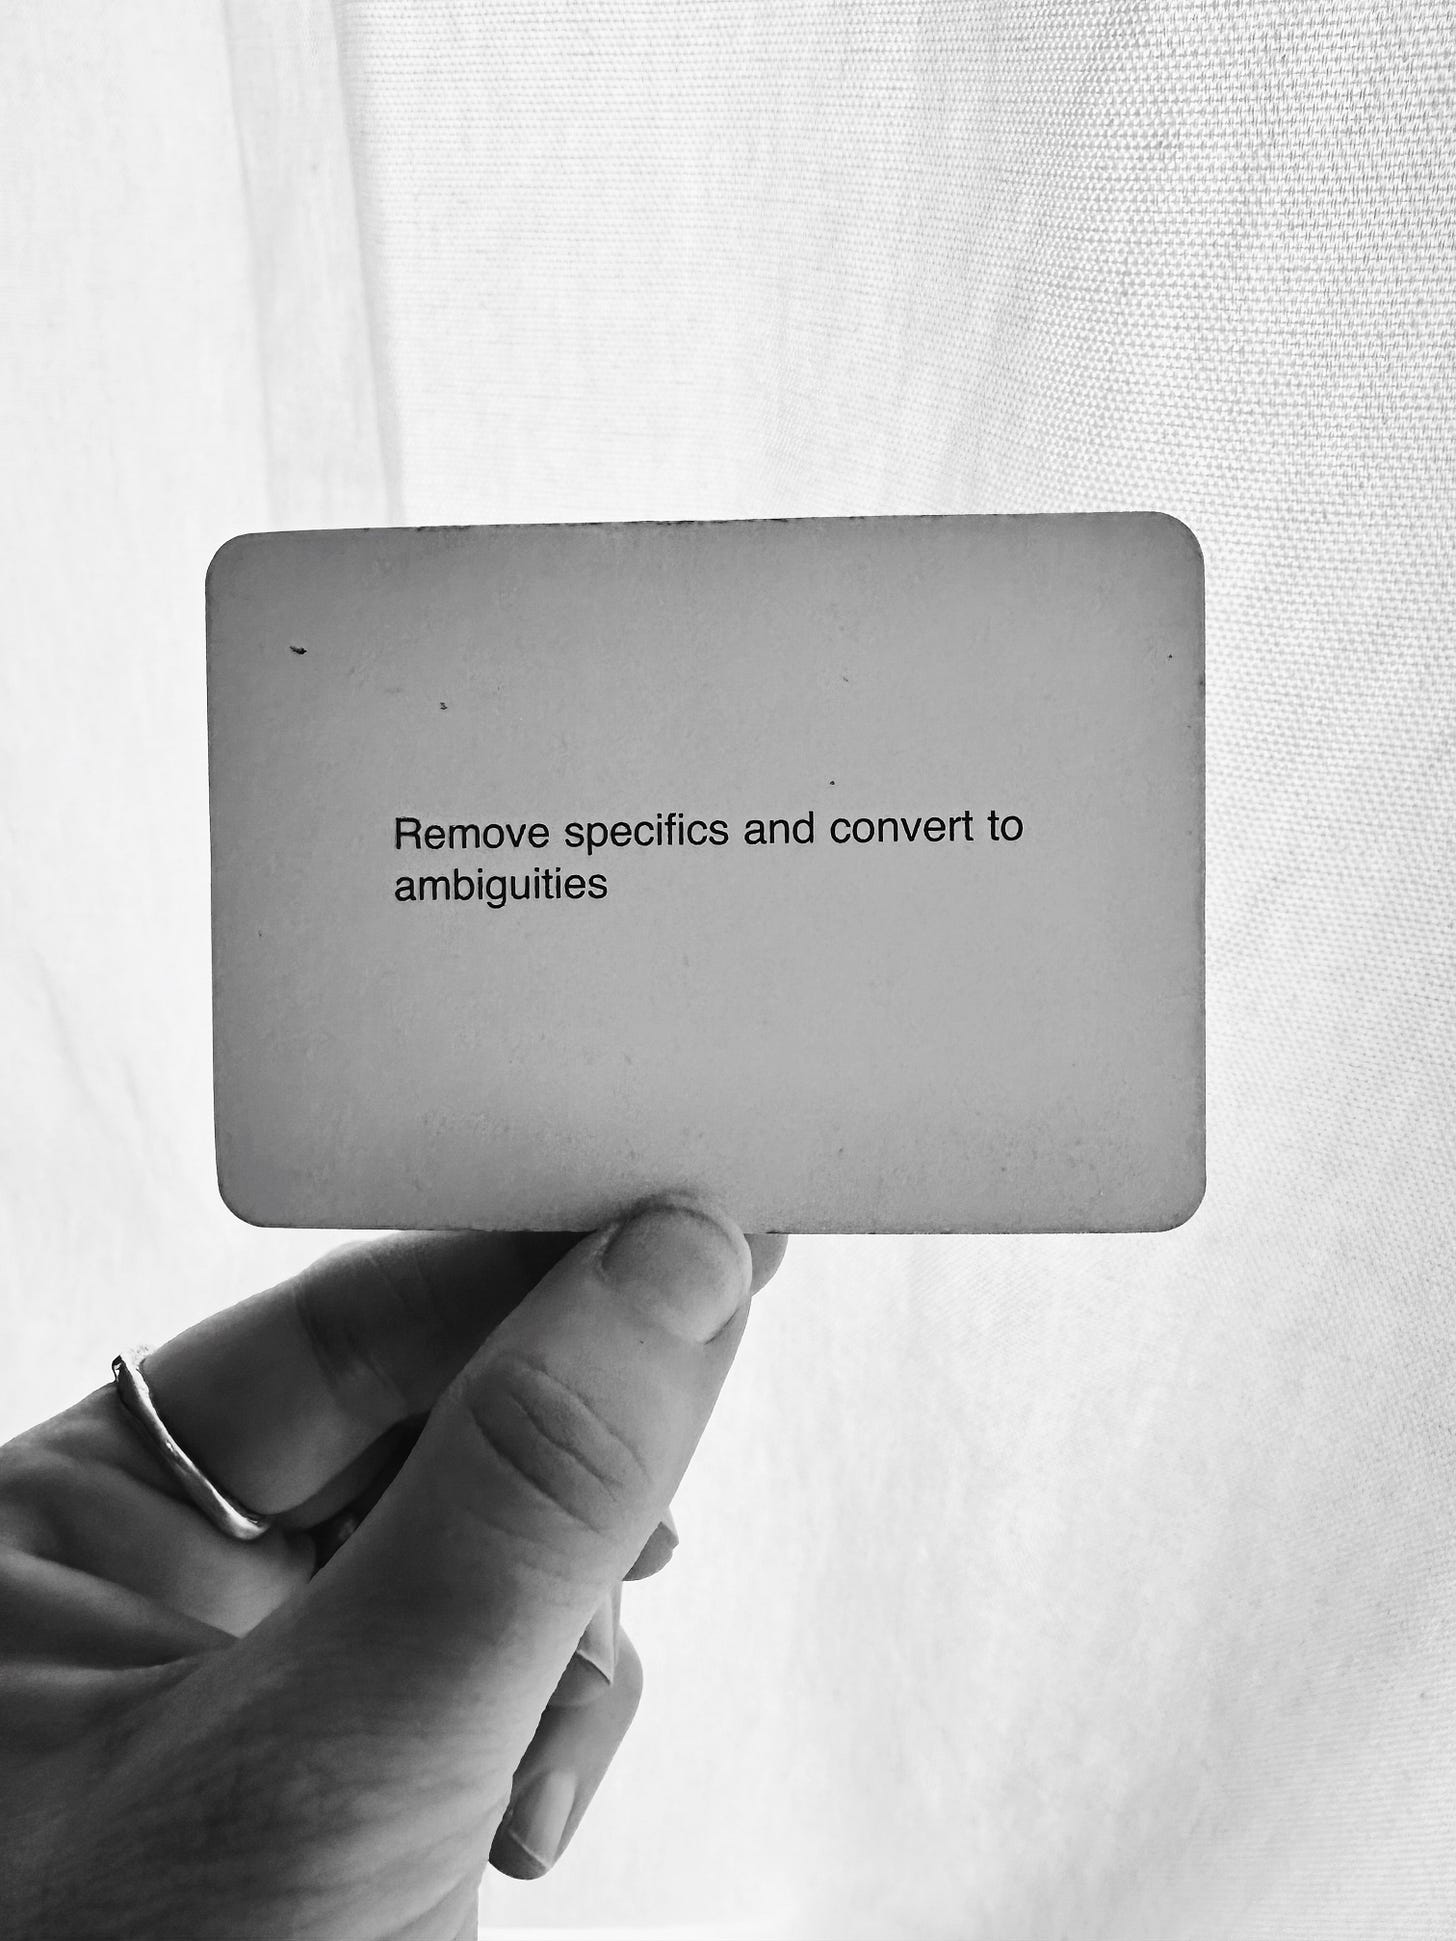 Remove specifics and convert to
ambiguities